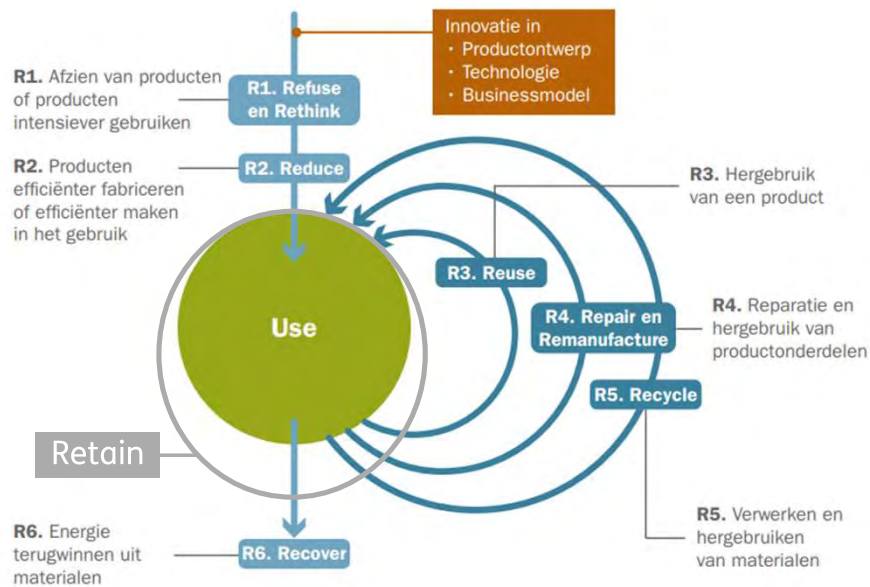 Innovatie in
· Productontwerp
· Technologie
· Businessmodel
R1. Afzien van producten
of producten
intensiever gebruiken
R1. Refuse
en Rethink
R2. Producten
efficiënter fabriceren
of efficiënter maken
in het gebruik
R2. Reduce
R3. Hergebruik
van een product
R3. Reuse
Use
R4. Repair en
Remanufacture
R4. Reparatie en
hergebruik van
productonderdelen
R5. Recycle
Retain
R5. Verwerken en
hergebruiken
van materialen
R6. Energie
terugwinnen uit
materialen
R6. Recover